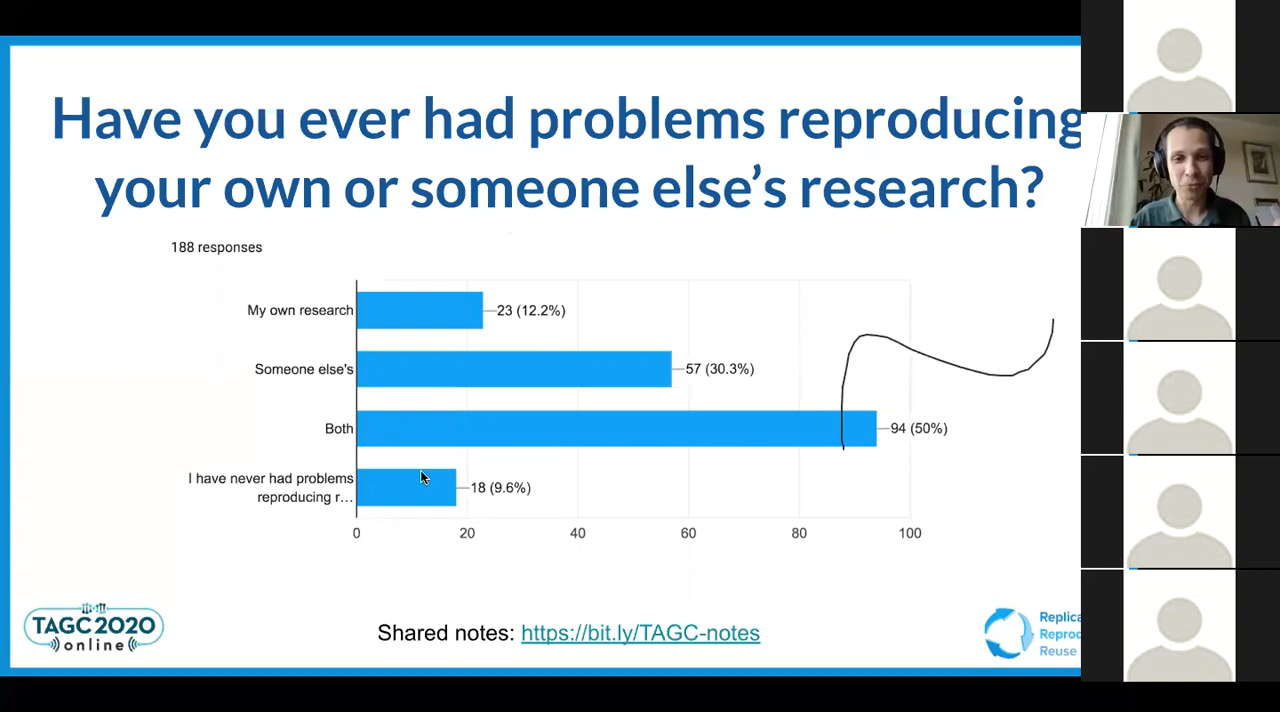 Have you ever had problems reproducing
your own or someone else's research?
188 responses
My own research
23 (12.2%)
Someone else's
57 (30.3%)
Both
94 (50%)
I have never had problems
reproducing r...
18 (9.6%)
0 20 40 60 80 100
TAGC 2020
online
Shared notes: https://bit.ly/TAGC-notes
Replica
Reprod
Reuse